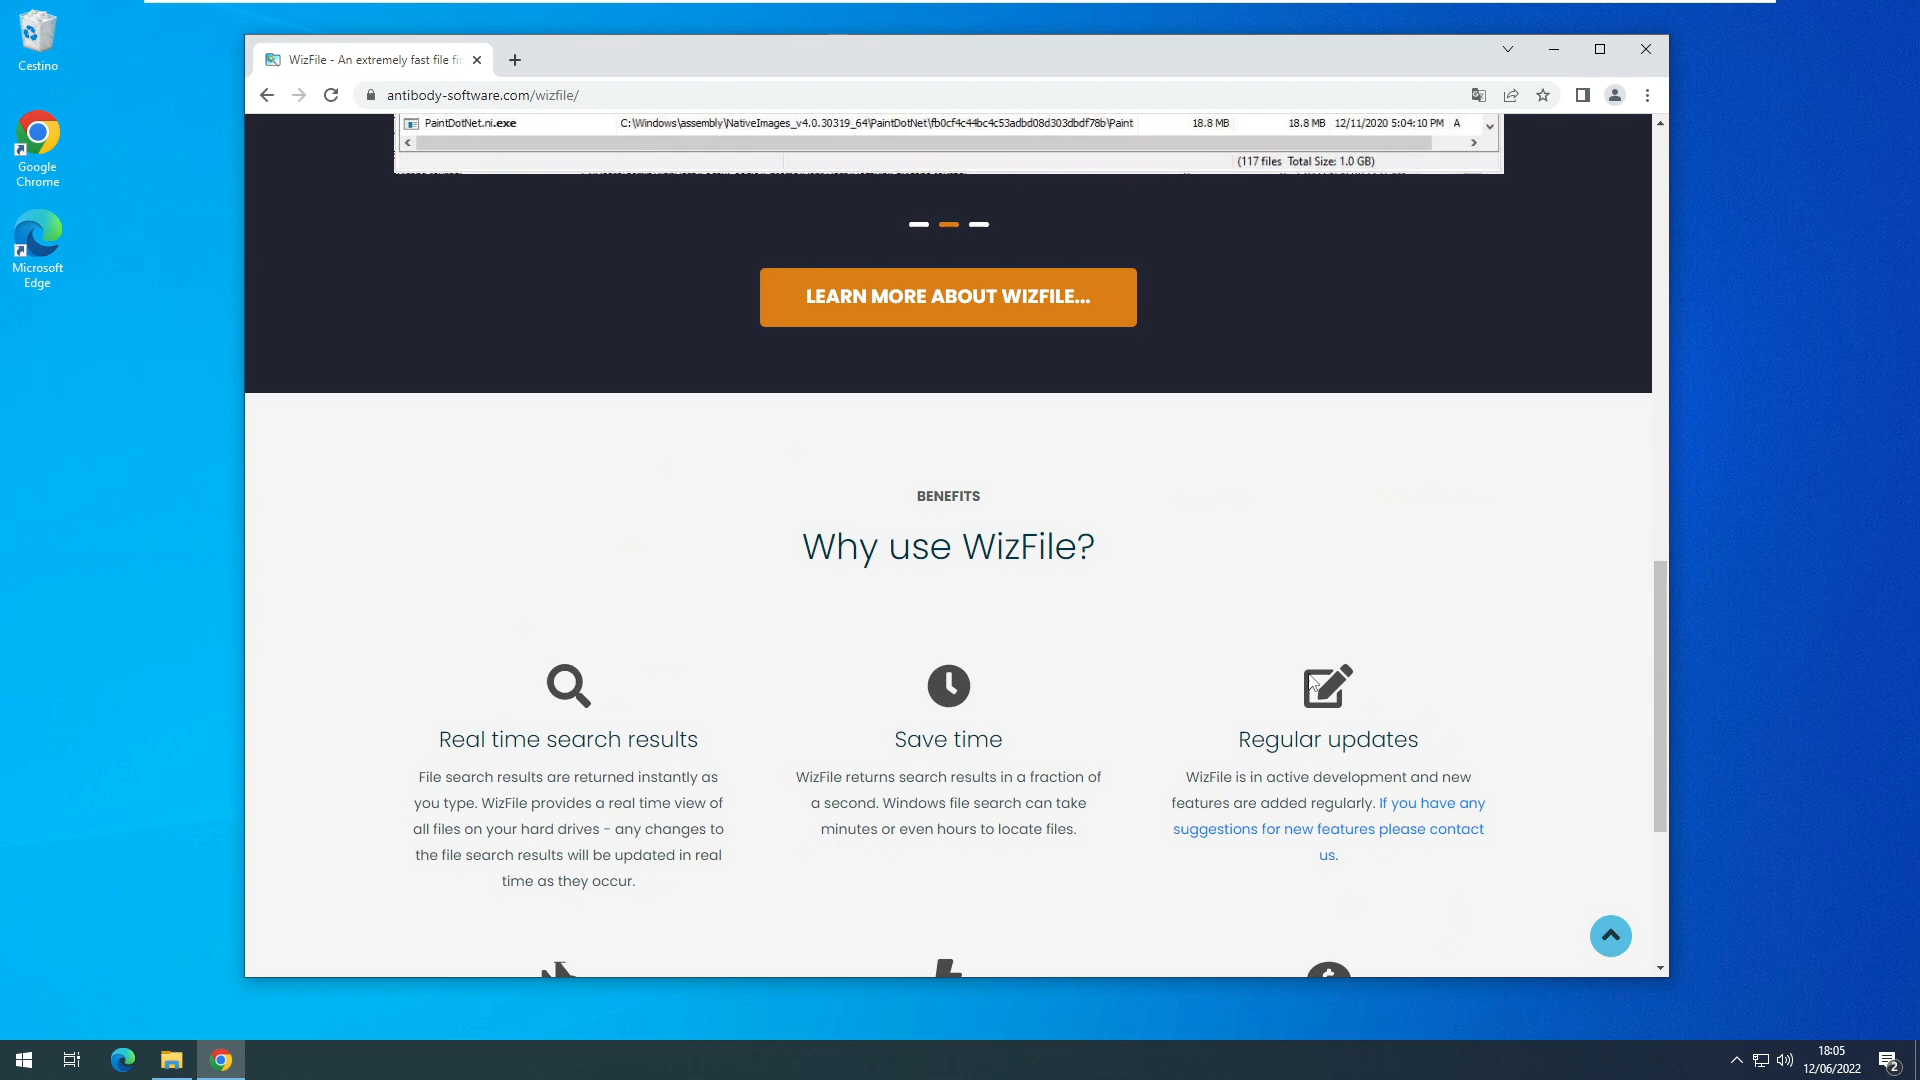 Cestino
Google
Chrome
Microsoft
Edge
WizFile - An extremely fast file fi
antibody-software.com/wizfile/
PaintDotNet.ni.exe C:\Windows\assembly\NativeImages_v4.0.30319_64\PaintDotNet\fb0cf4c44bc4c53adbd08d303dbdf78b\Paint 18.8 MB 18.8 MB 12/11/2020 5:04:10 PM A
(117 files Total Size: 1.0 GB)
LEARN MORE ABOUT WIZFILE...
BENEFITS
Why use WizFile?
Real time search results
File search results are returned instantly as
you type. WizFile provides a real time view of
all files on your hard drives - any changes to
the file search results will be updated in real
time as they occur.
Save time
WizFile returns search results in a fraction of
a second. Windows file search can take
minutes or even hours to locate files.
Regular updates
WizFile is in active development and new
features are added regularly. If you have any
suggestions for new features please contact
us.
18:05
12/06/2022
2